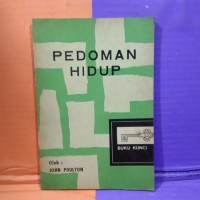 PEDOMAN
HIDUP
BUKU KUNCI
Oleh :
JOHN POULTON